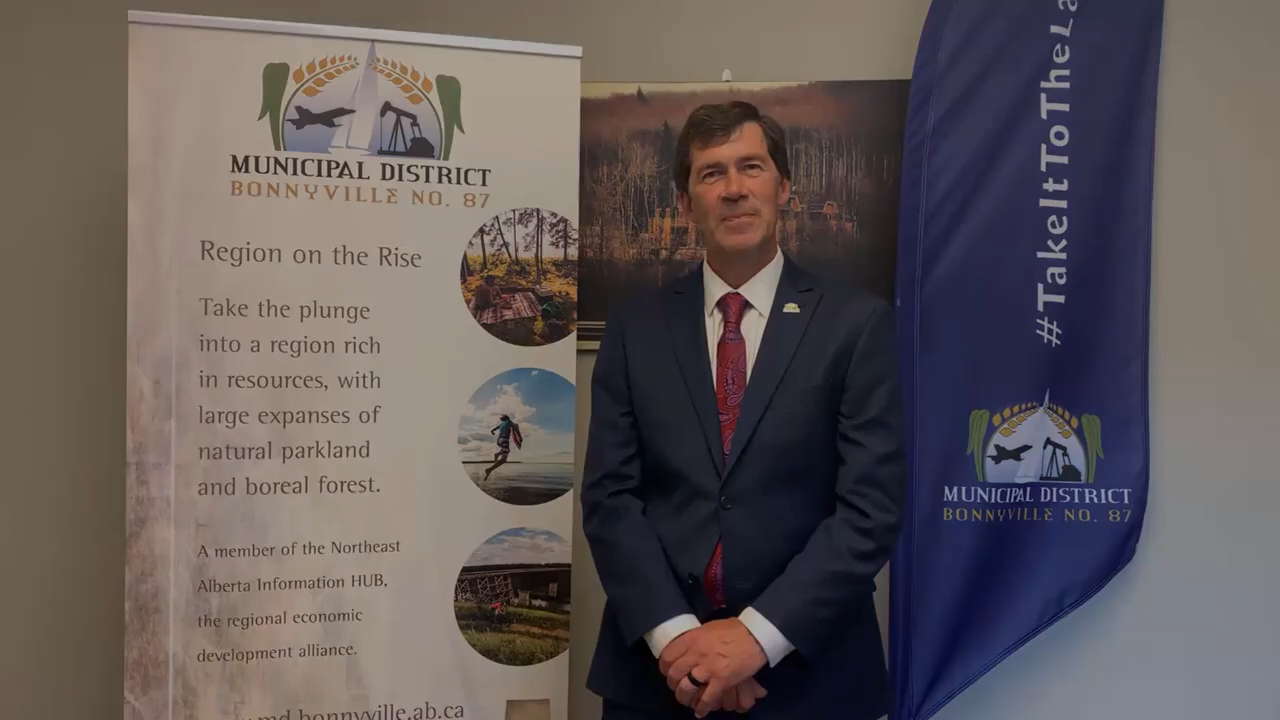 MUNICIPAL DISTRICT
BONNYVILLE NO. 87
Region on the Rise
Take the plunge
into a region rich
in resources, with
large expanses of
natural parkland
and boreal forest.
A member of the Northeast
Alberta Information HUB,
the regional economic
development alliance.
md.bonnyville.ab.ca
#TakeItToTheLa
MUNICIPAL DISTRICT
BONNYVILLE NO. 87